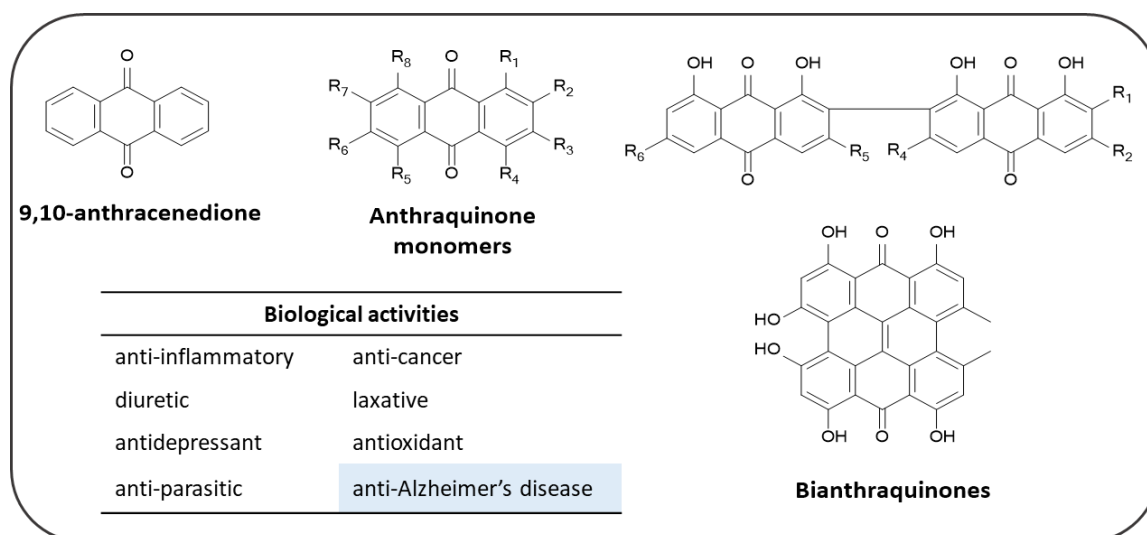 O
O
9,10-anthracenedione
R8 O R1
R7 R2
R6 R3
R5 O R4
Anthraquinone
monomers
OH O OH OH O OH
R1
R6 R5 R4 R2
O O
OH O OH
HO
HO
OH O OH
Bianthraquinones
Biological activities
anti-inflammatory anti-cancer
diuretic laxative
antidepressant antioxidant
anti-parasitic anti-Alzheimer’s disease